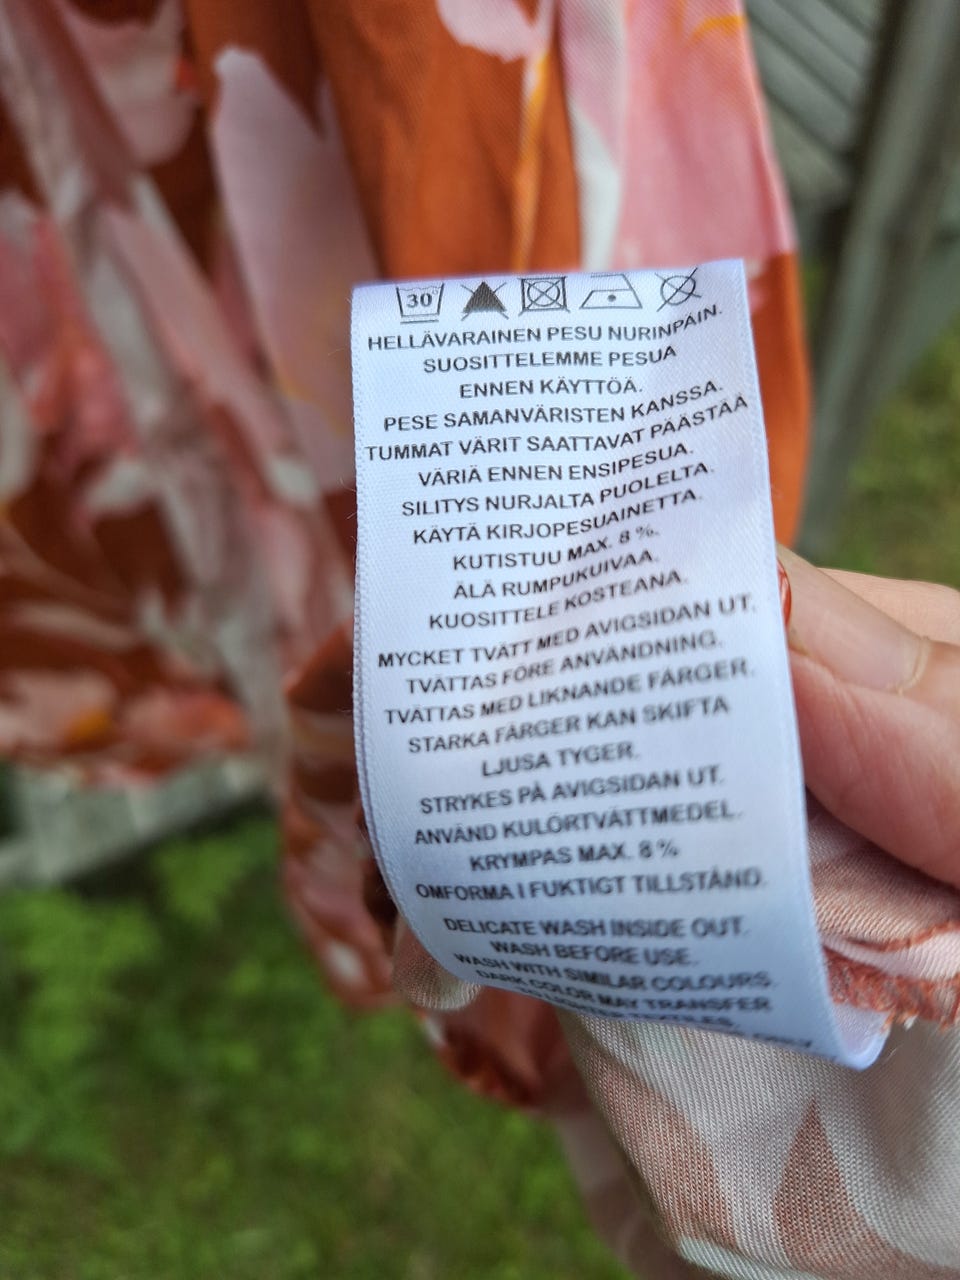 30°
HELLÄVARAINEN PESU NURINPÄIN.
SUOSITTELEMME PESUA
ENNEN KÄYTTÖÄ.
PESE SAMANVÄRISTEN KANSSA.
TUMMAT VÄRIT SAATTAVAT PÄÄSTÄÄ
VÄRIÄ ENNEN ENSIPESUA.
SILITYS NURJALTA PUOLELTA.
KÄYTÄ KIRJOPESUAINETTA.
KUTISTUU MAX. 8 %.
ÄLÄ RUMPUKUIVAA.
KUOSITTELE KOSTEANA.
MYCKET TVÄTT MED AVIGSIDAN UT.
TVÄTTAS FÖRE ANVÄNDNING.
TVÄTTAS MED LIKNANDE FÄRGER.
STARKA FÄRGER KAN SKIFTA
LJUSA TYGER.
STRYKES PÅ AVIGSIDAN UT.
ANVÄND KULÖRTVÄTTMEDEL.
KRYMPAS MAX. 8 %
OMFORMA I FUKTIGT TILLSTÅND.
DELICATE WASH INSIDE OUT.
WASH BEFORE USE.
WASH WITH SIMILAR COLOURS.
DARK COLOR MAY TRANSFER